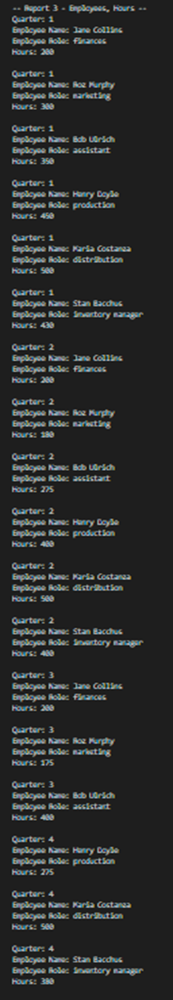 -- Report 3 - Employees, Hours --
Quarter: 1
Employee Name: Jane Collins
Employee Role: finances
Hours: 200
Quarter: 1
Employee Name: Roz Murphy
Employee Role: marketing
Hours: 300
Quarter: 1
Employee Name: Bob Ulrich
Employee Role: assistant
Hours: 350
Quarter: 1
Employee Name: Henry Doyle
Employee Role: production
Hours: 450
Quarter: 1
Employee Name: Maria Costanza
Employee Role: distribution
Hours: 500
Quarter: 1
Employee Name: Stan Bacchus
Employee Role: inventory manager
Hours: 430
Quarter: 2
Employee Name: Jane Collins
Employee Role: finances
Hours: 200
Quarter: 2
Employee Name: Roz Murphy
Employee Role: marketing
Hours: 180
Quarter: 2
Employee Name: Bob Ulrich
Employee Role: assistant
Hours: 275
Quarter: 2
Employee Name: Henry Doyle
Employee Role: production
Hours: 400
Quarter: 2
Employee Name: Maria Costanza
Employee Role: distribution
Hours: 500
Quarter: 2
Employee Name: Stan Bacchus
Employee Role: inventory manager
Hours: 400
Quarter: 3
Employee Name: Jane Collins
Employee Role: finances
Hours: 200
Quarter: 3
Employee Name: Roz Murphy
Employee Role: marketing
Hours: 175
Quarter: 3
Employee Name: Bob Ulrich
Employee Role: assistant
Hours: 400
Quarter: 4
Employee Name: Henry Doyle
Employee Role: production
Hours: 275
Quarter: 4
Employee Name: Maria Costanza
Employee Role: distribution
Hours: 500
Quarter: 4
Employee Name: Stan Bacchus
Employee Role: inventory manager
Hours: 380